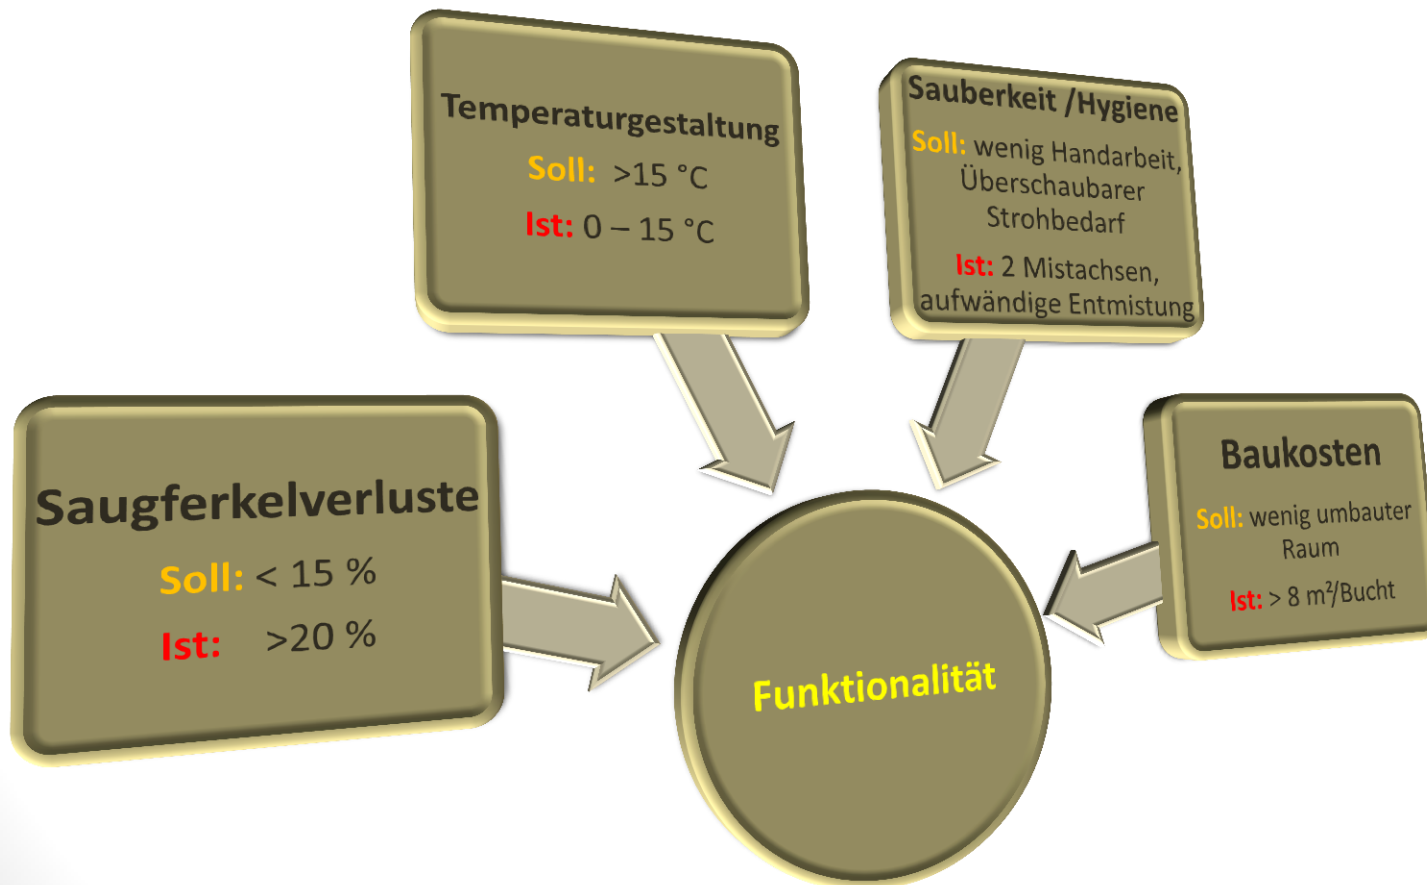 Temperaturgestaltung
Soll: >15 °C
Ist: 0 – 15 °C
Sauberkeit /Hygiene
Soll: wenig Handarbeit,
Überschaubarer
Strohbedarf
Ist: 2 Mistachsen,
aufwändige Entmistung
Saugferkelverluste
Soll: < 15 %
Ist: >20 %
Baukosten
Soll: wenig umbauter
Raum
Ist: > 8 m²/Bucht
Funktionalität